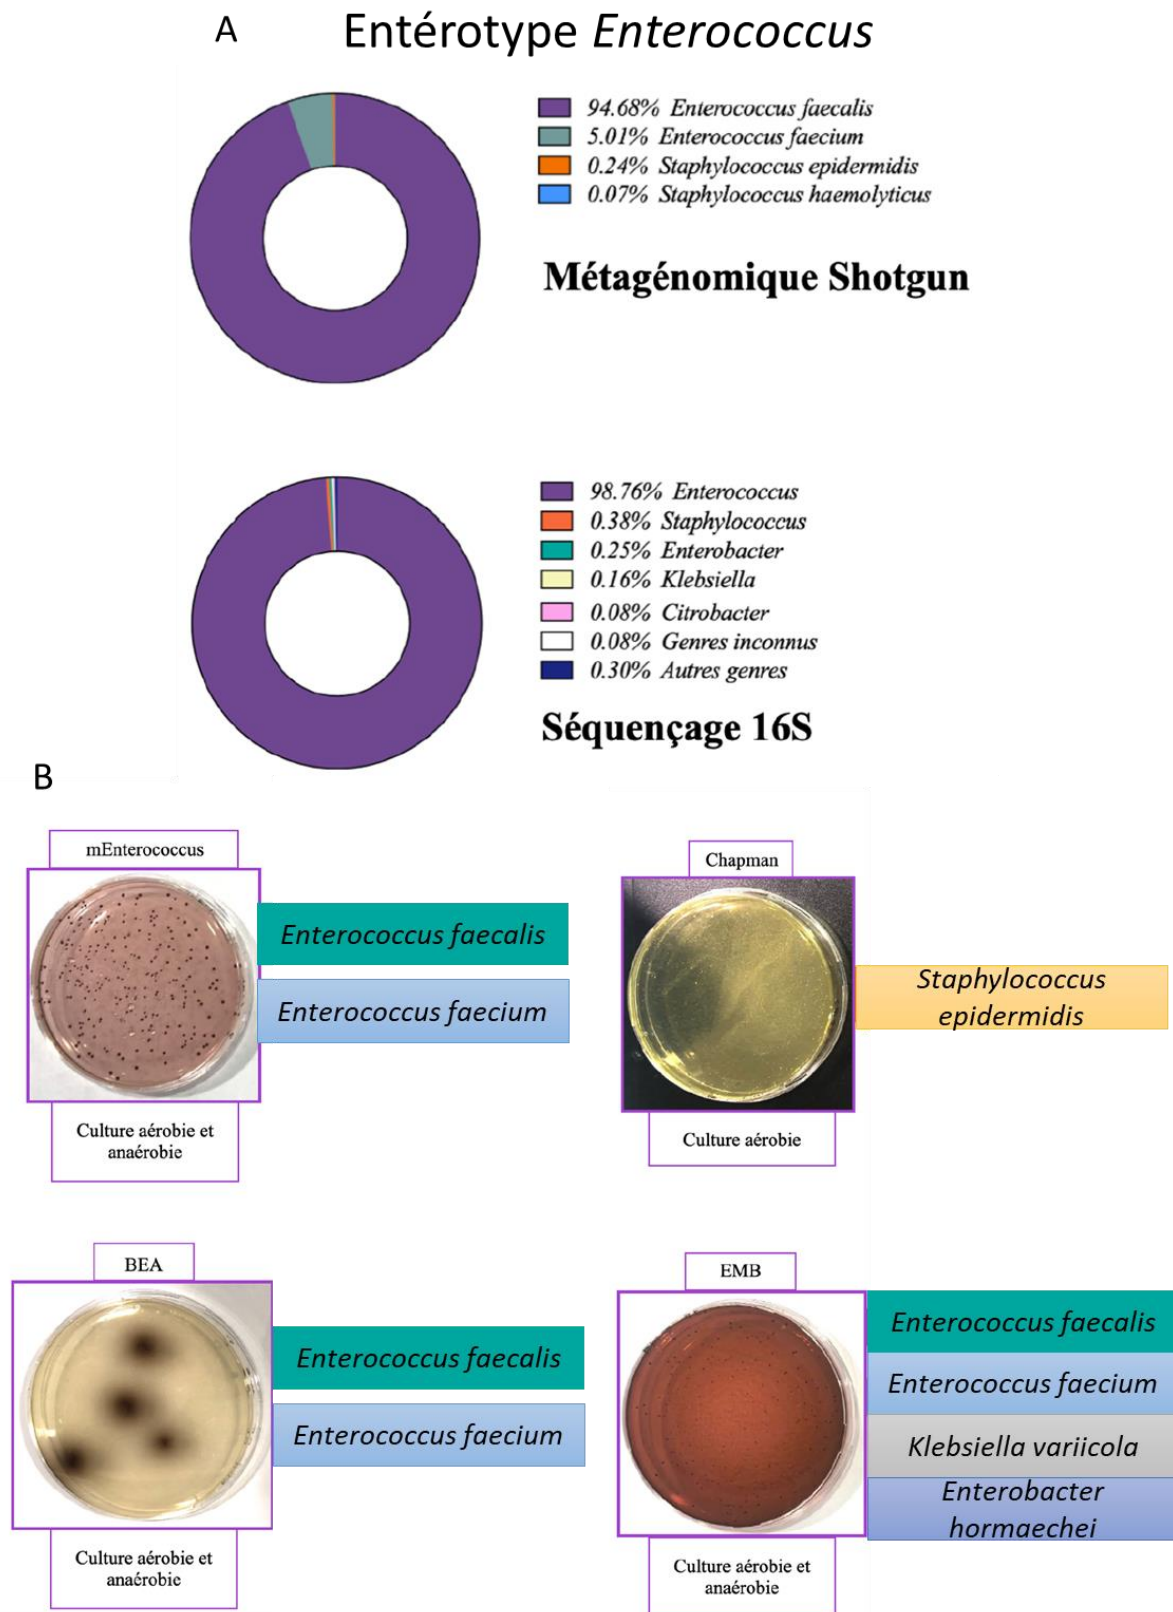 A
Entérotype Enterococcus
94.68% Enterococcus faecalis
5.01% Enterococcus faecium
0.24% Staphylococcus epidermidis
0.07% Staphylococcus haemolyticus
Métagénomique Shotgun
98.76% Enterococcus
0.38% Staphylococcus
0.25% Enterobacter
0.16% Klebsiella
0.08% Citrobacter
0.08% Genres inconnus
0.30% Autres genres
Séquençage 16S
B
mEnterococcus
Enterococcus faecalis
Enterococcus faecium
Culture aérobie et
anaérobie
Chapman
Staphylococcus
epidermidis
Culture aérobie
BEA
Enterococcus faecalis
Enterococcus faecium
Culture aérobie et
anaérobie
EMB
Enterococcus faecalis
Enterococcus faecium
Klebsiella variicola
Enterobacter
hormaechei
Culture aérobie et
anaérobie